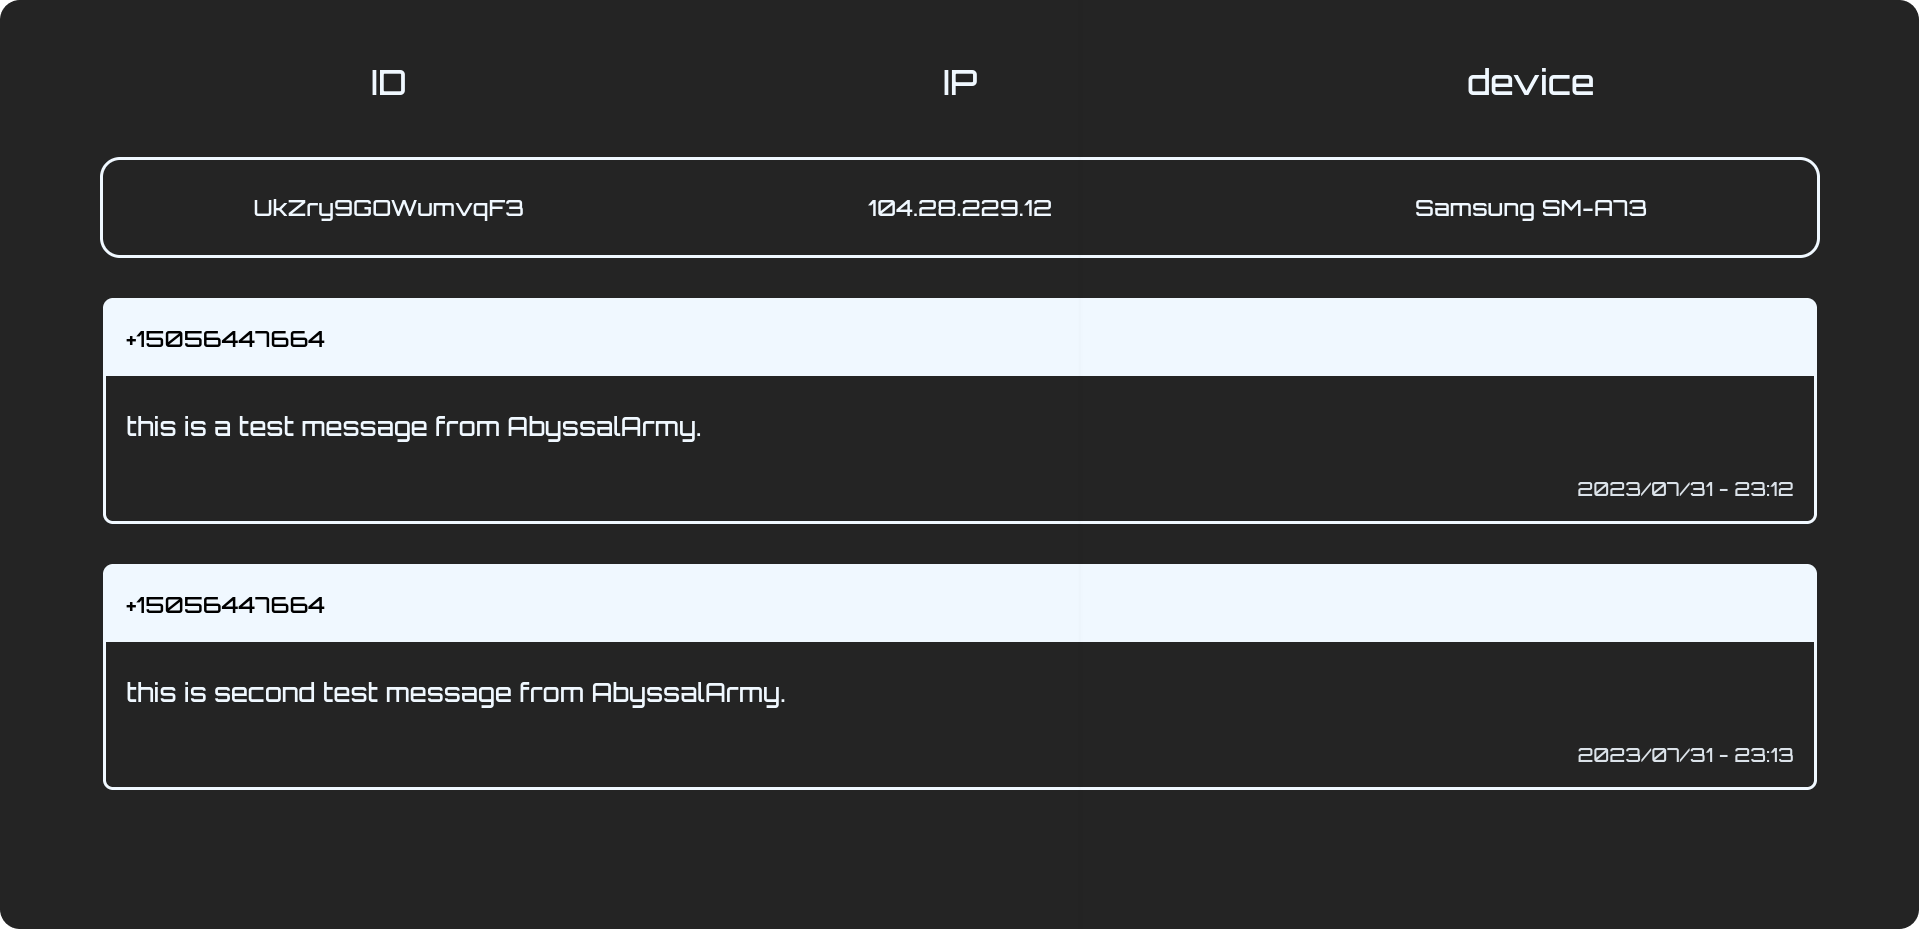 ID IP device
UkZry9GOWumvqF3 104.28.229.12 Samsung SM-A73
+15056447664
this is a test message from AbyssalArmy.
2023/07/31 - 23:12
+15056447664
this is second test message from AbyssalArmy.
2023/07/31 - 23:13